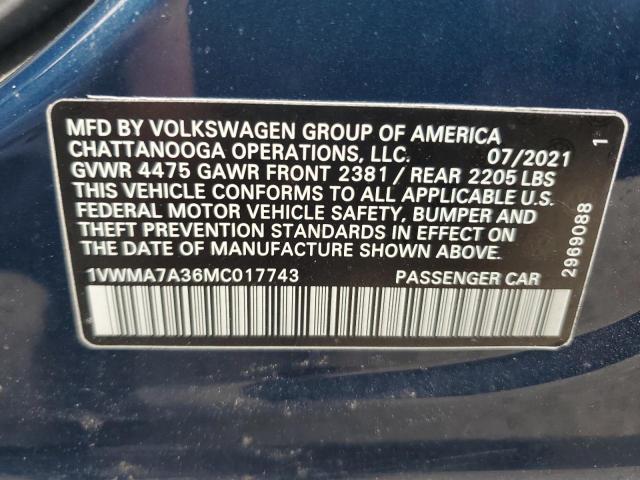 MFD BY VOLKSWAGEN GROUP OF AMERICA
CHATTANOOGA OPERATIONS, LLC. 07/2021
GVWR 4475 GAWR FRONT 2381 / REAR 2205 LBS
THIS VEHICLE CONFORMS TO ALL APPLICABLE U.S.
FEDERAL MOTOR VEHICLE SAFETY, BUMPER AND
THEFT PREVENTION STANDARDS IN EFFECT ON
THE DATE OF MANUFACTURE SHOWN ABOVE.
1VWMA7A36MC017743 PASSENGER CAR
2969088 1